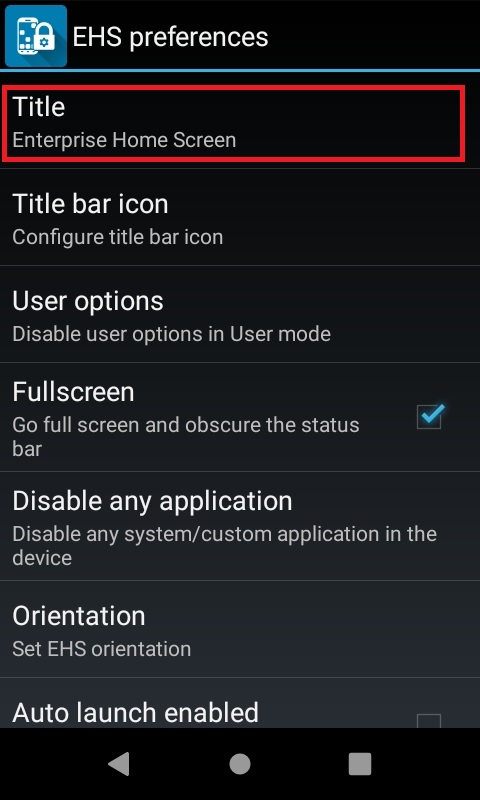 EHS preferences
Title
Enterprise Home Screen
Title bar icon
Configure title bar icon
User options
Disable user options in User mode
Fullscreen
Go full screen and obscure the status
bar
Disable any application
Disable any system/custom application in the
device
Orientation
Set EHS orientation
Auto launch enabled